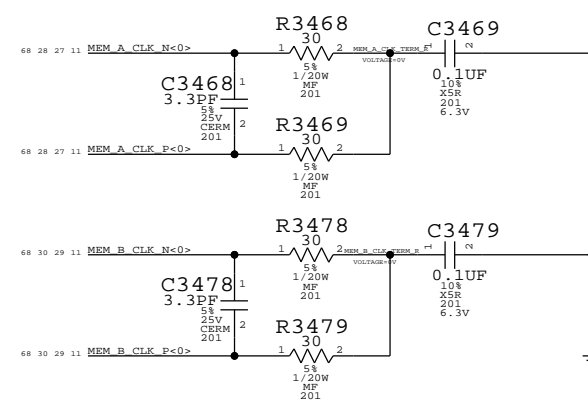 R3468
30
68 28 27 11 MEM_A_CLK_N<0> 1 2 MEM_A_CLK_TERM_R
VOLTAGE=0V
5%
1/20W
MF
201
C3469
1 2
0.1UF
10%
X5R
201
6.3V
C3468 1
3.3PF
5%
25V
CERM 2
201
R3469
30
68 28 27 11 MEM_A_CLK_P<0> 1 2
5%
1/20W
MF
201
R3478
30
68 30 29 11 MEM_B_CLK_N<0> 1 2 MEM_B_CLK_TERM_R
VOLTAGE=0V
5%
1/20W
MF
201
C3479
1 2
0.1UF
10%
X5R
201
6.3V
C3478 1
3.3PF
5%
25V
CERM 2
201
R3479
30
68 30 29 11 MEM_B_CLK_P<0> 1 2
5%
1/20W
MF
201